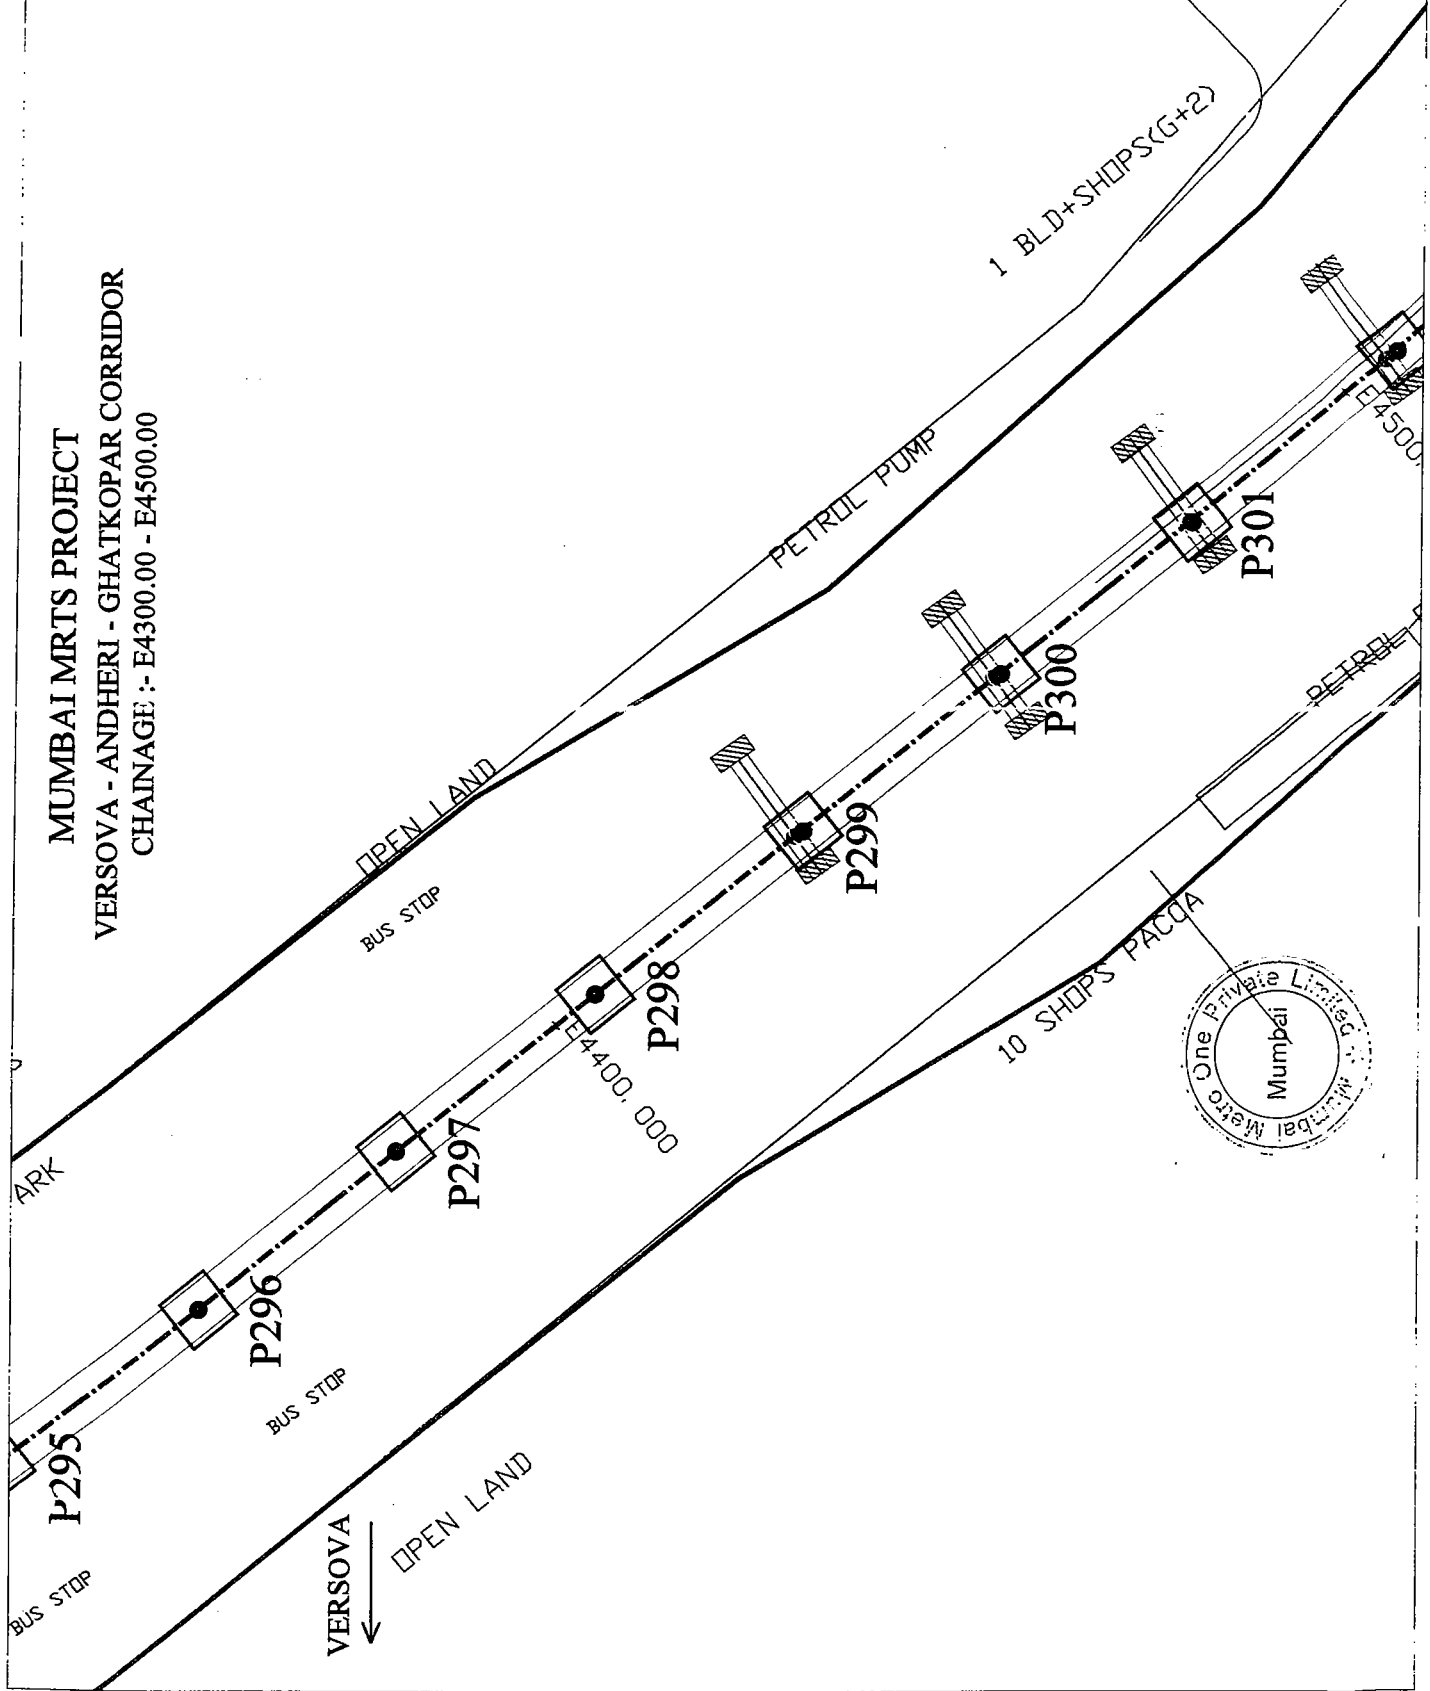 MUMBAI MRTS PROJECT
VERSOVA - ANDHERI - GHATKOPAR CORRIDOR
CHAINAGE :- E4300.00 - E4500.00
1 BLD+SHOPS(G+2)
PETROL PUMP
OPEN LAND
BUS STOP
ARK
P295
P296
P297
P298
P299
P300
P301
E4400.000
E4500.
PETROL
10 SHOPS PACCA
BUS STOP
BUS STOP
OPEN LAND
VERSOVA
Mumbai Metro One Private Limited
Mumbai